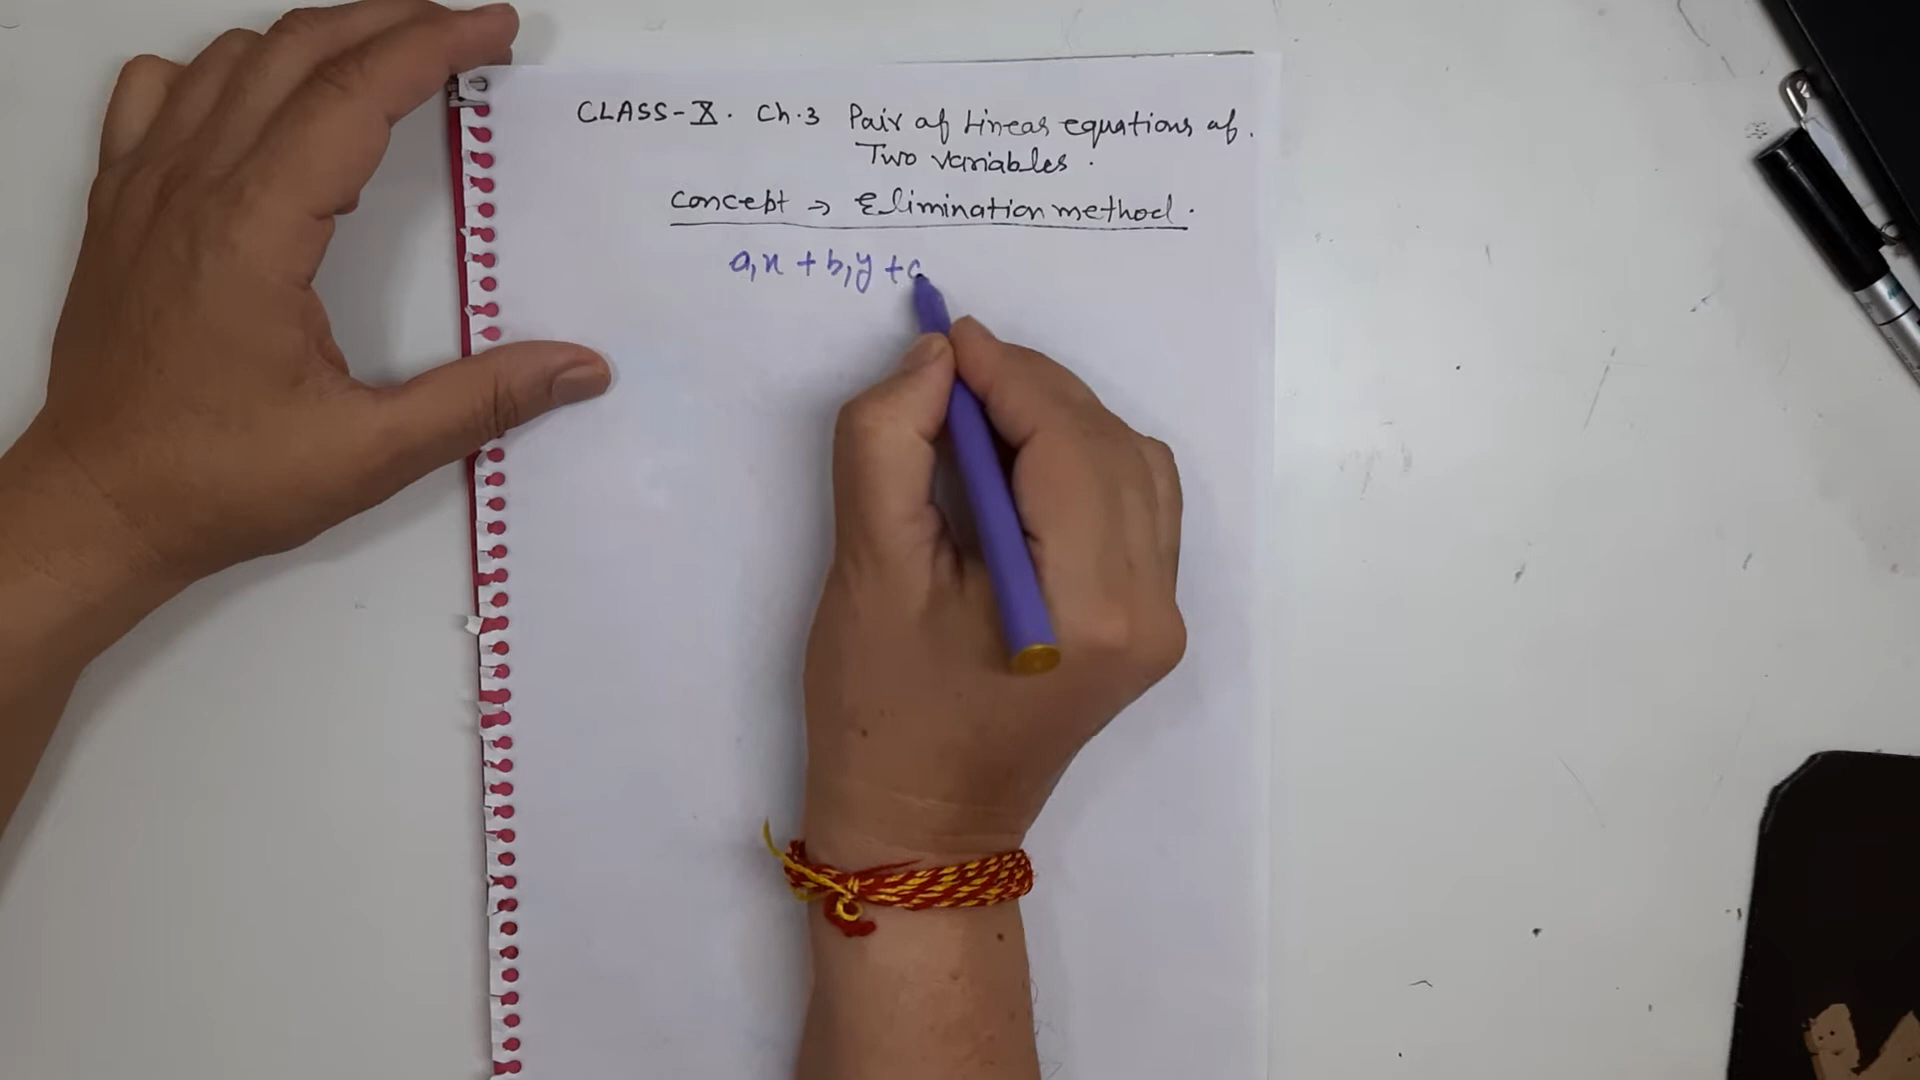 CLASS-X. Ch.3 Pair of Linear equations of.
Two variables.
Concept → Elimination method.
a₁x + b₁y + c